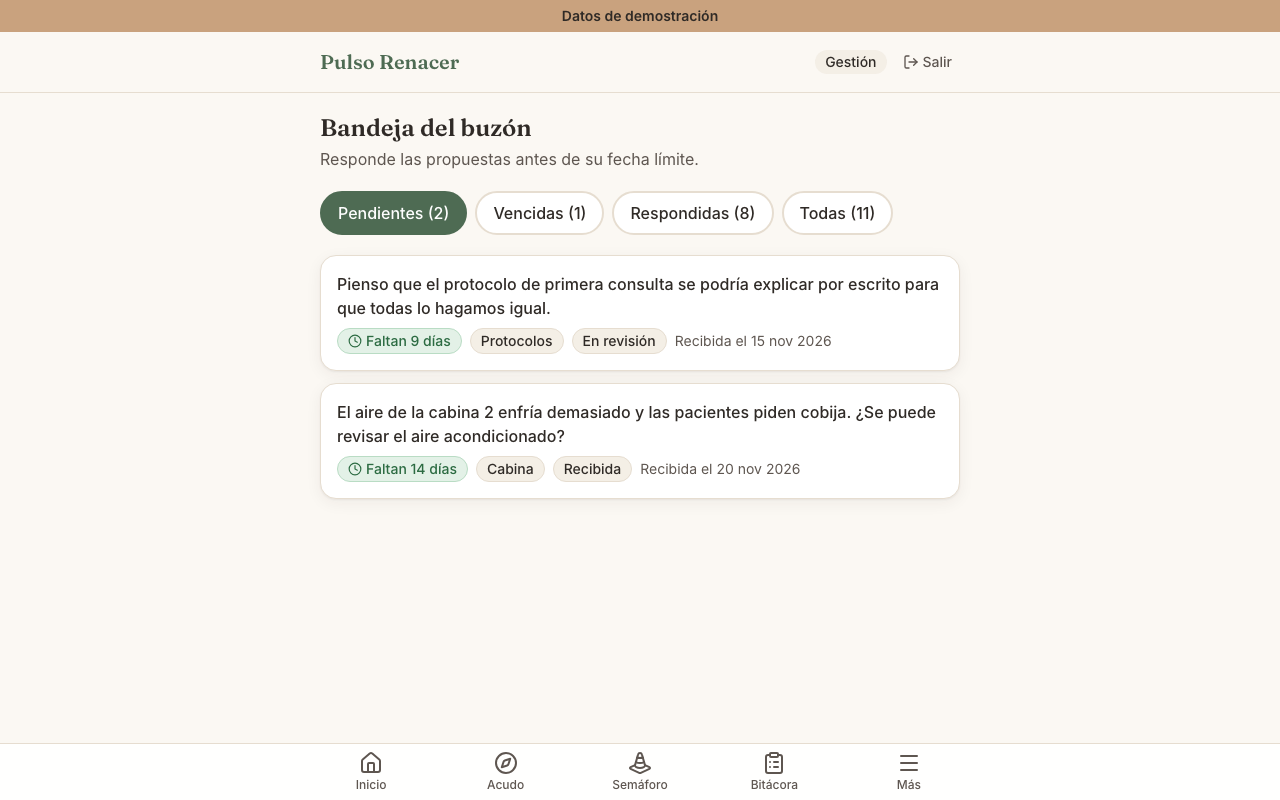 Datos de demostración
Pulso Renacer
Gestión
Salir
Bandeja del buzón
Responde las propuestas antes de su fecha límite.
Pendientes (2)
Vencidas (1)
Respondidas (8)
Todas (11)
Pienso que el protocolo de primera consulta se podría explicar por escrito para
que todas lo hagamos igual.
Faltan 9 días
Protocolos
En revisión
Recibida el 15 nov 2026
El aire de la cabina 2 enfría demasiado y las pacientes piden cobija. ¿Se puede
revisar el aire acondicionado?
Faltan 14 días
Cabina
Recibida
Recibida el 20 nov 2026
Inicio
Acudo
Semáforo
Bitácora
Más